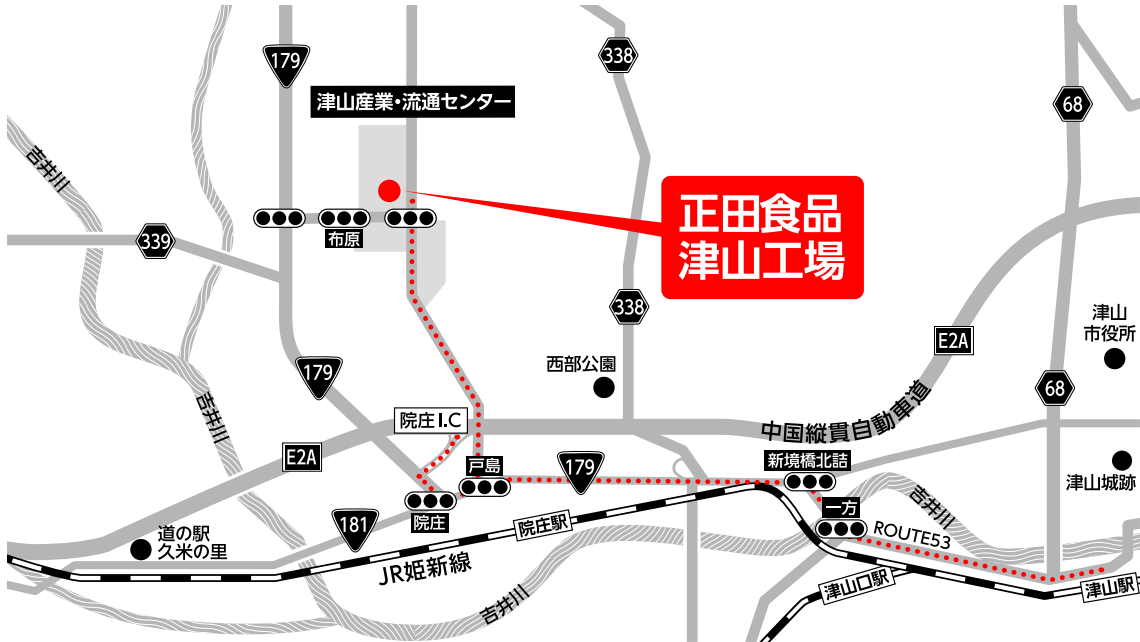 179
338
津山産業・流通センター
68
吉井川
正田食品
津山工場
布原
339
338
津山
市役所
E2A
西部公園
179
68
院庄I.C
中国縦貫自動車道
吉井川
E2A
戸島
179
新境橋北詰
津山城跡
院庄
一方
吉井川
181
院庄駅
ROUTE53
道の駅
久米の里
JR姫新線
津山口駅
津山駅
吉井川